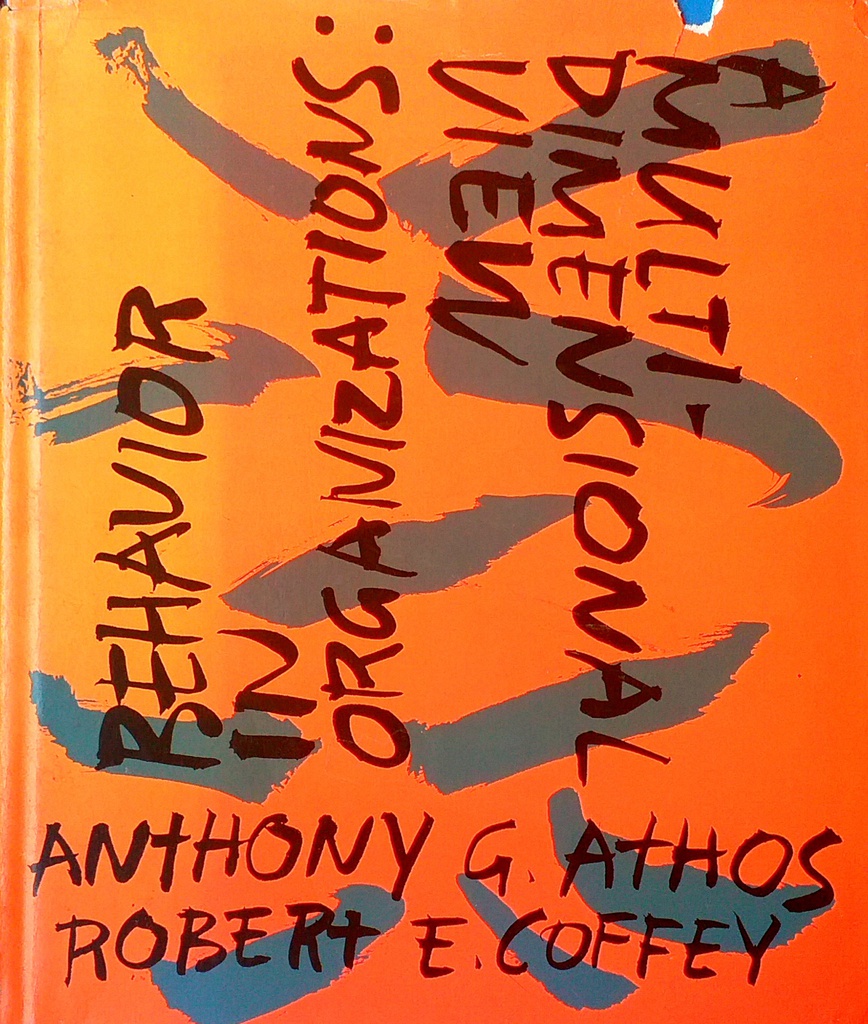 BEHAVIOR
IN
ORGANIZATIONS:
A
MULTI-
DIMENSIONAL
VIEW
ANTHONY G. ATHOS
ROBERT E. COFFEY